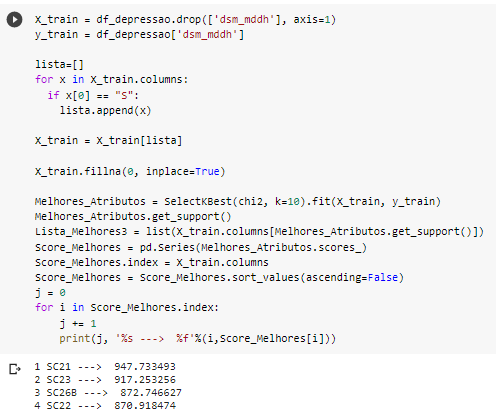 X_train = df_depressao.drop(['dsm_mddh'], axis=1)
y_train = df_depressao['dsm_mddh']
lista=[]
for x in X_train.columns:
if x[0] == "S":
lista.append(x)
X_train = X_train[lista]
X_train.fillna(0, inplace=True)
Melhores_Atributos = SelectKBest(chi2, k=10).fit(X_train, y_train)
Melhores_Atributos.get_support()
Lista_Melhores3 = list(X_train.columns[Melhores_Atributos.get_support()])
Score_Melhores = pd.Series(Melhores_Atributos.scores_)
Score_Melhores.index = X_train.columns
Score_Melhores = Score_Melhores.sort_values(ascending=False)
j = 0
for i in Score_Melhores.index:
j += 1
print(j, '%s --->  %f'%(i,Score_Melhores[i]))
1 SC21 --->  947.733493
2 SC23 --->  917.253256
3 SC26B --->  872.746627
4 SC22 --->  870.918474